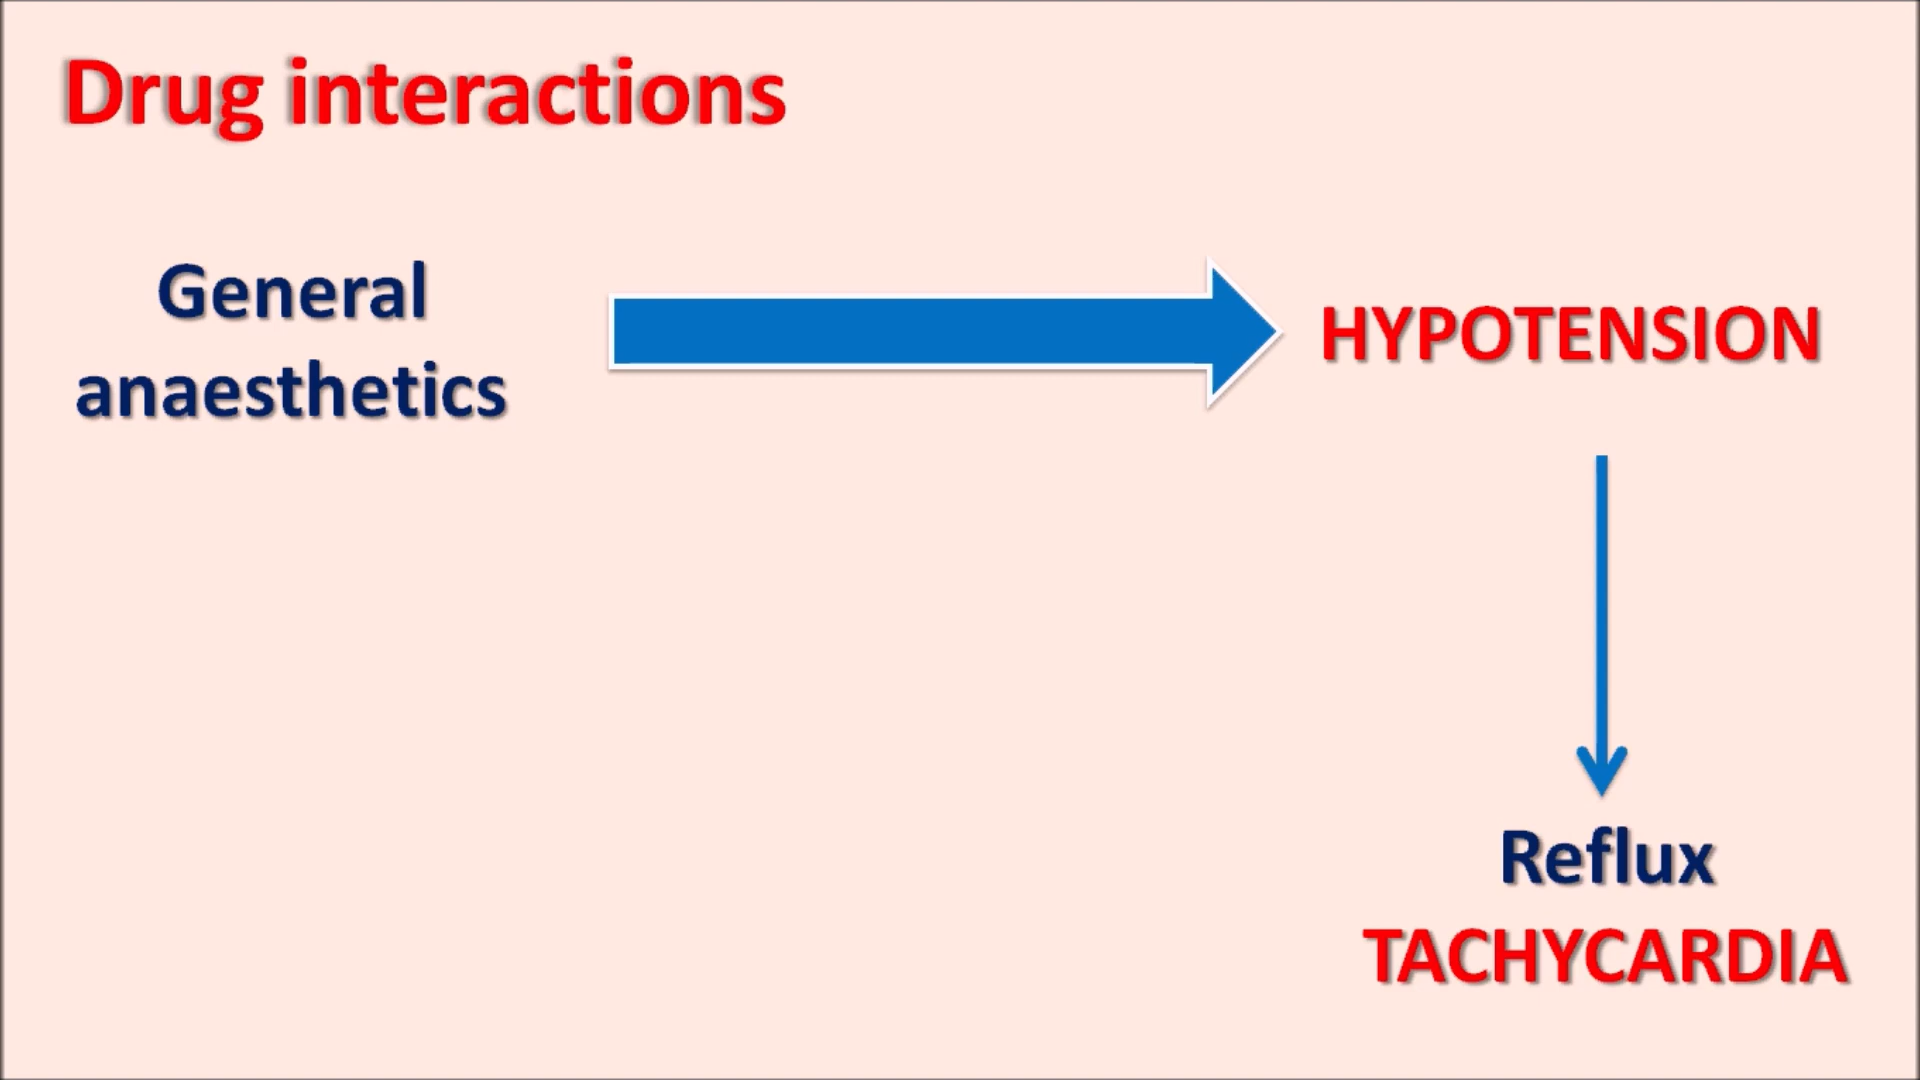 Drug interactions
General
anaesthetics
HYPOTENSION
Reflux
TACHYCARDIA